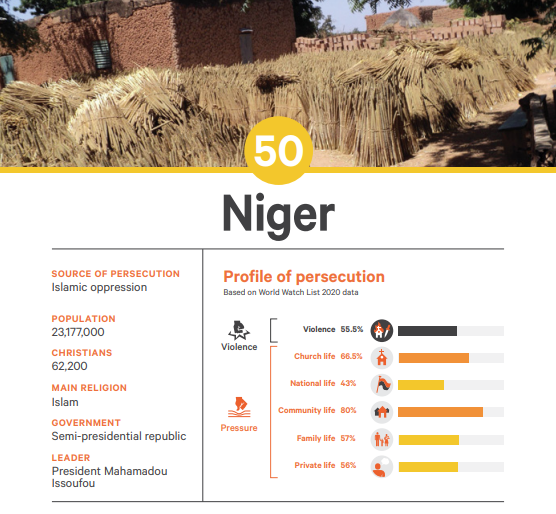 50
Niger
SOURCE OF PERSECUTION
Islamic oppression
POPULATION
23,177,000
CHRISTIANS
62,200
MAIN RELIGION
Islam
GOVERNMENT
Semi-presidential republic
LEADER
President Mahamadou
Issoufou
Profile of persecution
Based on World Watch List 2020 data
Violence
Violence 55.5%
Church life 66.5%
National life 43%
Community life 80%
Pressure
Family life 57%
Private life 56%